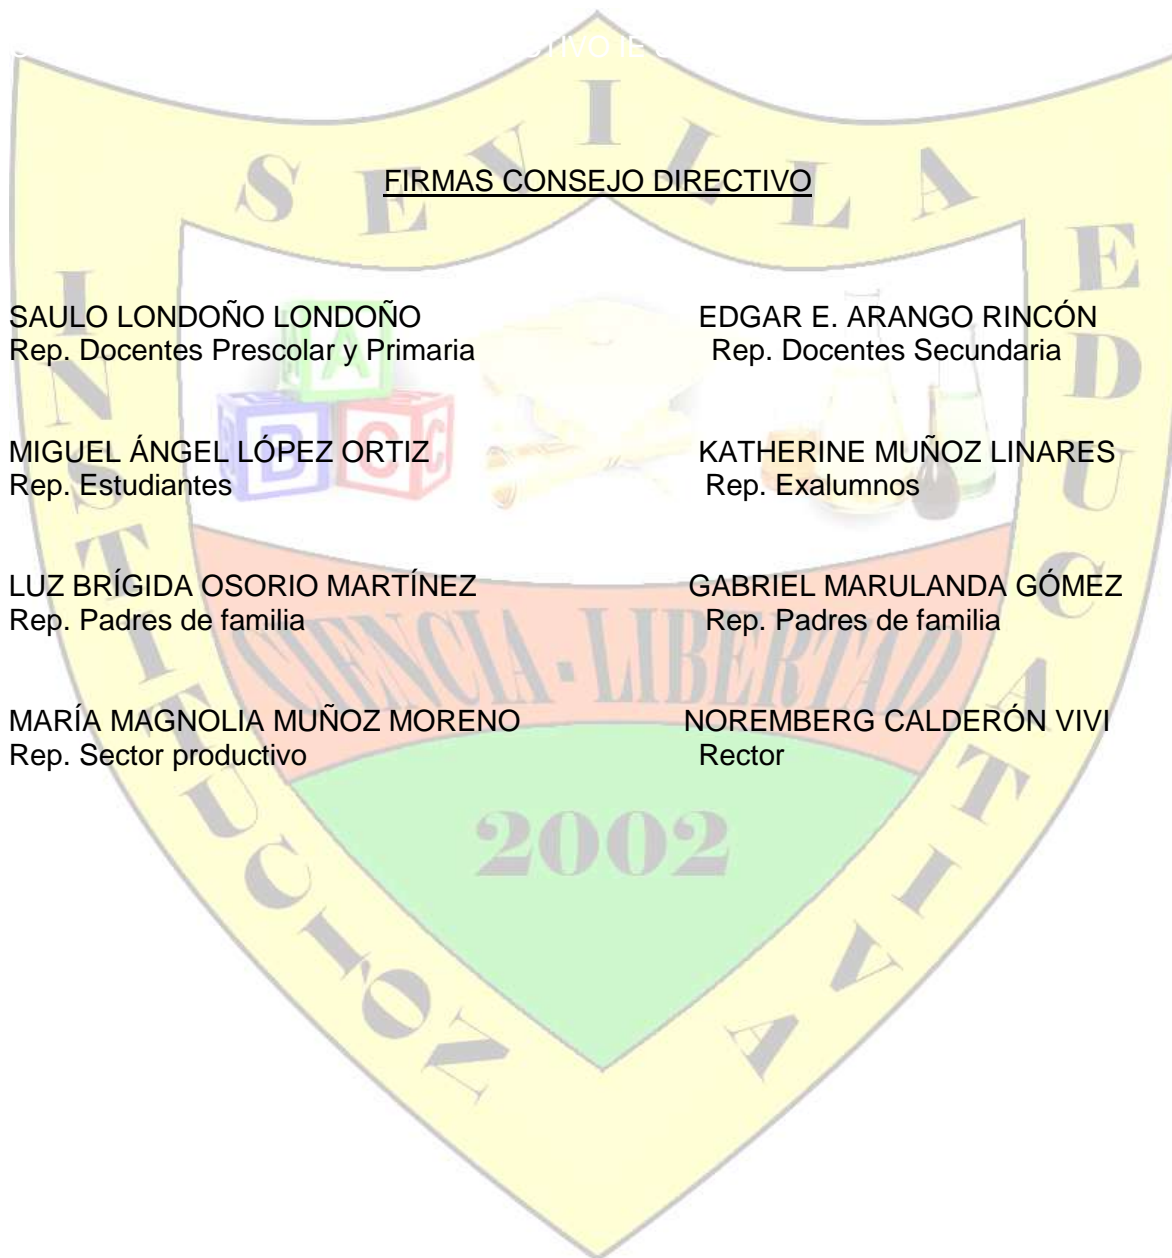 FIRMAS CONSEJO DIRECTIVO
SAULO LONDOÑO LONDOÑO EDGAR E. ARANGO RINCÓN
Rep. Docentes Prescolar y Primaria Rep. Docentes Secundaria
MIGUEL ÁNGEL LÓPEZ ORTIZ KATHERINE MUÑOZ LINARES
Rep. Estudiantes Rep. Exalumnos
LUZ BRÍGIDA OSORIO MARTÍNEZ GABRIEL MARULANDA GÓMEZ
Rep. Padres de familia Rep. Padres de familia
MARÍA MAGNOLIA MUÑOZ MORENO NOREMBERG CALDERÓN VIVI
Rep. Sector productivo Rector
INSTITUCIÓN
SEVILLA
EDUCATIVA
CIENCIA - LIBERTAD
2002
A
B
C